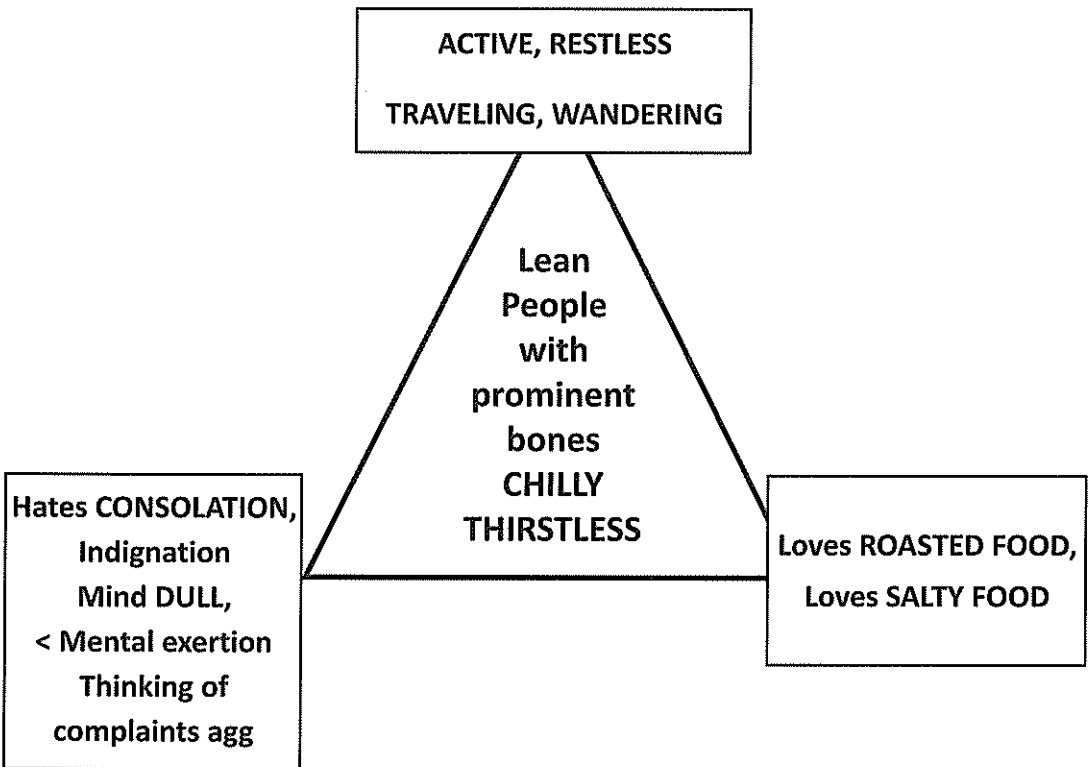 ACTIVE, RESTLESS
TRAVELING, WANDERING
Lean
People
with
prominent
bones
CHILLY
THIRSTLESS
Hates CONSOLATION,
Indignation
Mind DULL,
< Mental exertion
Thinking of
complaints agg
Loves ROASTED FOOD,
Loves SALTY FOOD